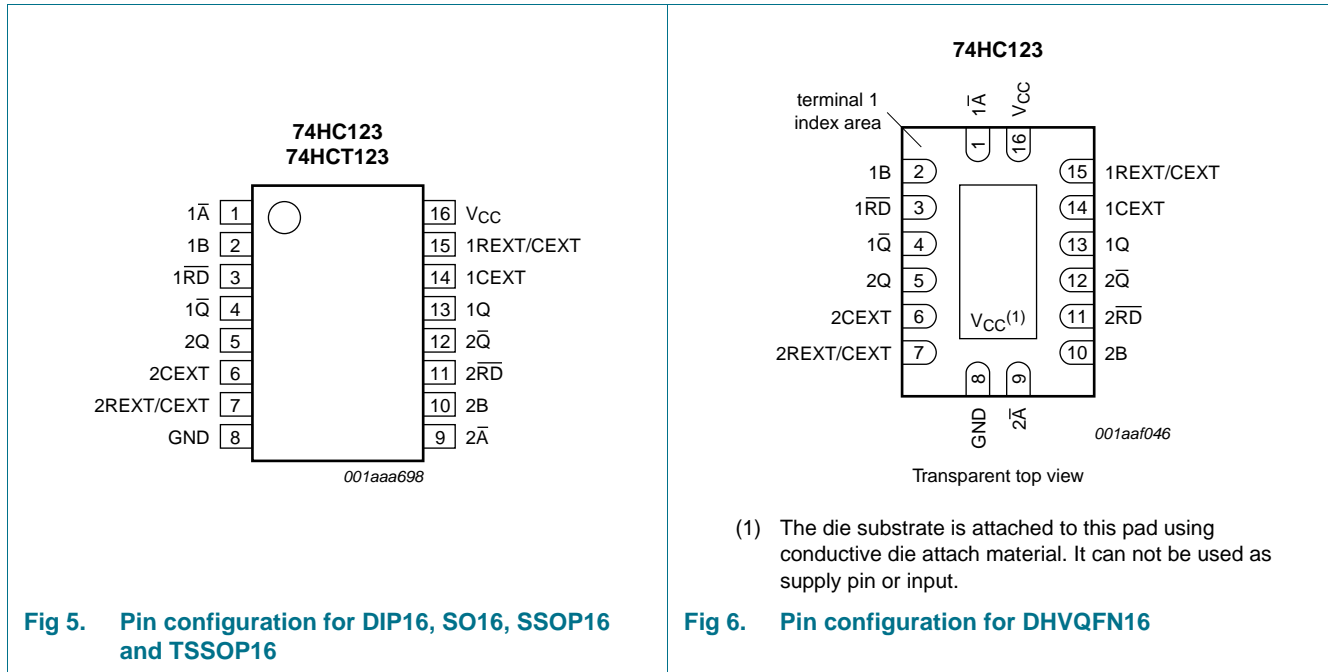 74HC123
74HCT123
1A̅ 1
1B 2
1R̅D̅ 3
1Q̅ 4
2Q 5
2CEXT 6
2REXT/CEXT 7
GND 8
16 VCC
15 1REXT/CEXT
14 1CEXT
13 1Q
12 2Q̅
11 2R̅D̅
10 2B
9 2A̅
001aaa698
Fig 5. Pin configuration for DIP16, SO16, SSOP16
and TSSOP16
74HC123
terminal 1
index area
1A̅ 1
VCC 16
1B 2
1R̅D̅ 3
1Q̅ 4
2Q 5
2CEXT 6
2REXT/CEXT 7
15 1REXT/CEXT
14 1CEXT
13 1Q
12 2Q̅
11 2R̅D̅
10 2B
VCC(1)
GND 8
2A̅ 9
001aaf046
Transparent top view
(1) The die substrate is attached to this pad using
conductive die attach material. It can not be used as
supply pin or input.
Fig 6. Pin configuration for DHVQFN16